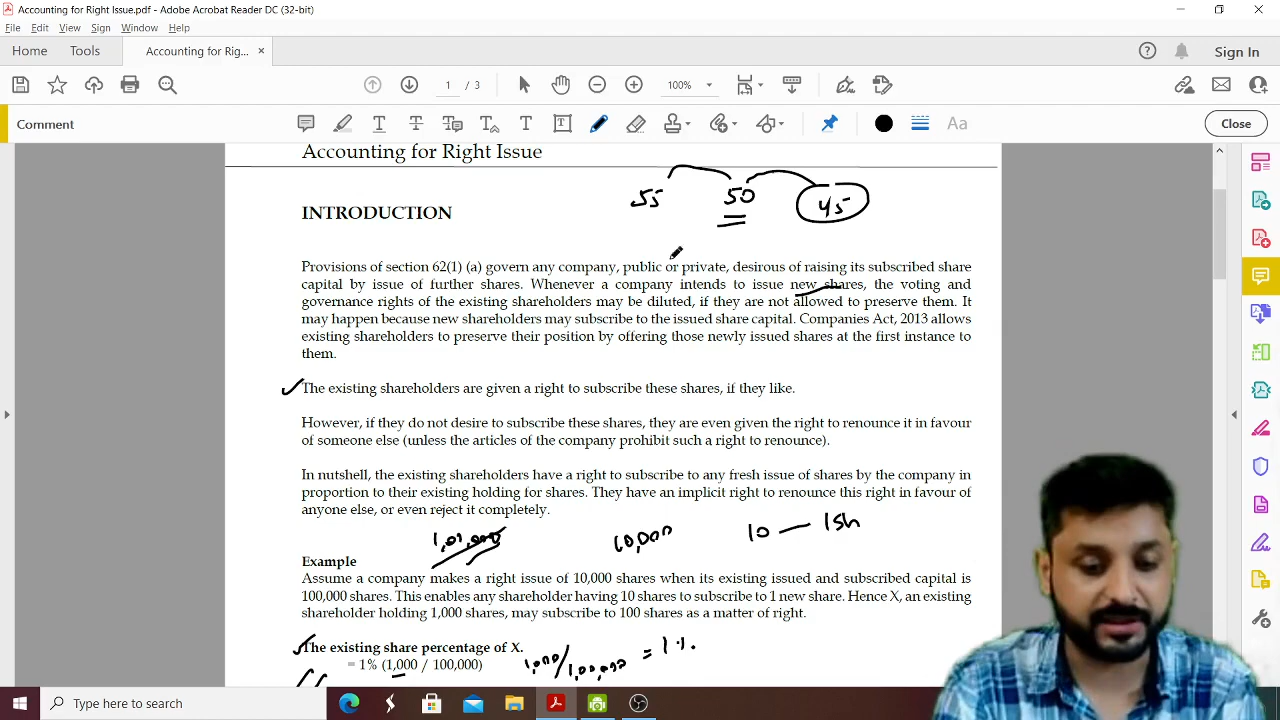 Accounting for Right Issue.pdf - Adobe Acrobat Reader DC (32-bit)
File Edit View Sign Window Help
Home Tools Accounting for Rig... × Sign In
1 / 3 100%
Comment Close
Accounting for Right Issue
55 50 45
INTRODUCTION
Provisions of section 62(1) (a) govern any company, public or private, desirous of raising its subscribed share
capital by issue of further shares. Whenever a company intends to issue new shares, the voting and
governance rights of the existing shareholders may be diluted, if they are not allowed to preserve them. It
may happen because new shareholders may subscribe to the issued share capital. Companies Act, 2013 allows
existing shareholders to preserve their position by offering those newly issued shares at the first instance to
them.
The existing shareholders are given a right to subscribe these shares, if they like.
However, if they do not desire to subscribe these shares, they are even given the right to renounce it in favour
of someone else (unless the articles of the company prohibit such a right to renounce).
In nutshell, the existing shareholders have a right to subscribe to any fresh issue of shares by the company in
proportion to their existing holding for shares. They have an implicit right to renounce this right in favour of
anyone else, or even reject it completely.
1,00,000 10,000 10 — 1sh
Example
Assume a company makes a right issue of 10,000 shares when its existing issued and subscribed capital is
100,000 shares. This enables any shareholder having 10 shares to subscribe to 1 new share. Hence X, an existing
shareholder holding 1,000 shares, may subscribe to 100 shares as a matter of right.
The existing share percentage of X.
= 1% (1,000 / 100,000) 1,000/1,00,000 = 1%.
Type here to search